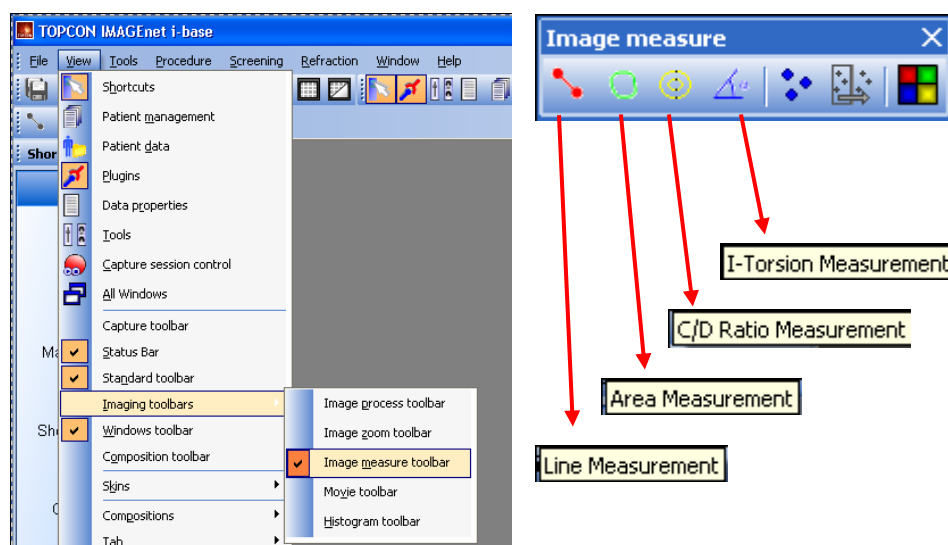 TOPCON IMAGEnet i-base
File View Tools Procedure Screening Refraction Window Help
Shortcuts
Patient management
Patient data
Shor
Plugins
Data properties
Tools
Capture session control
All Windows
Capture toolbar
Status Bar
Standard toolbar
Imaging toolbars
Windows toolbar
Composition toolbar
Skins
Compositions
Tab
Image process toolbar
Image zoom toolbar
Image measure toolbar
Movie toolbar
Histogram toolbar
Image measure
I-Torsion Measurement
C/D Ratio Measurement
Area Measurement
Line Measurement